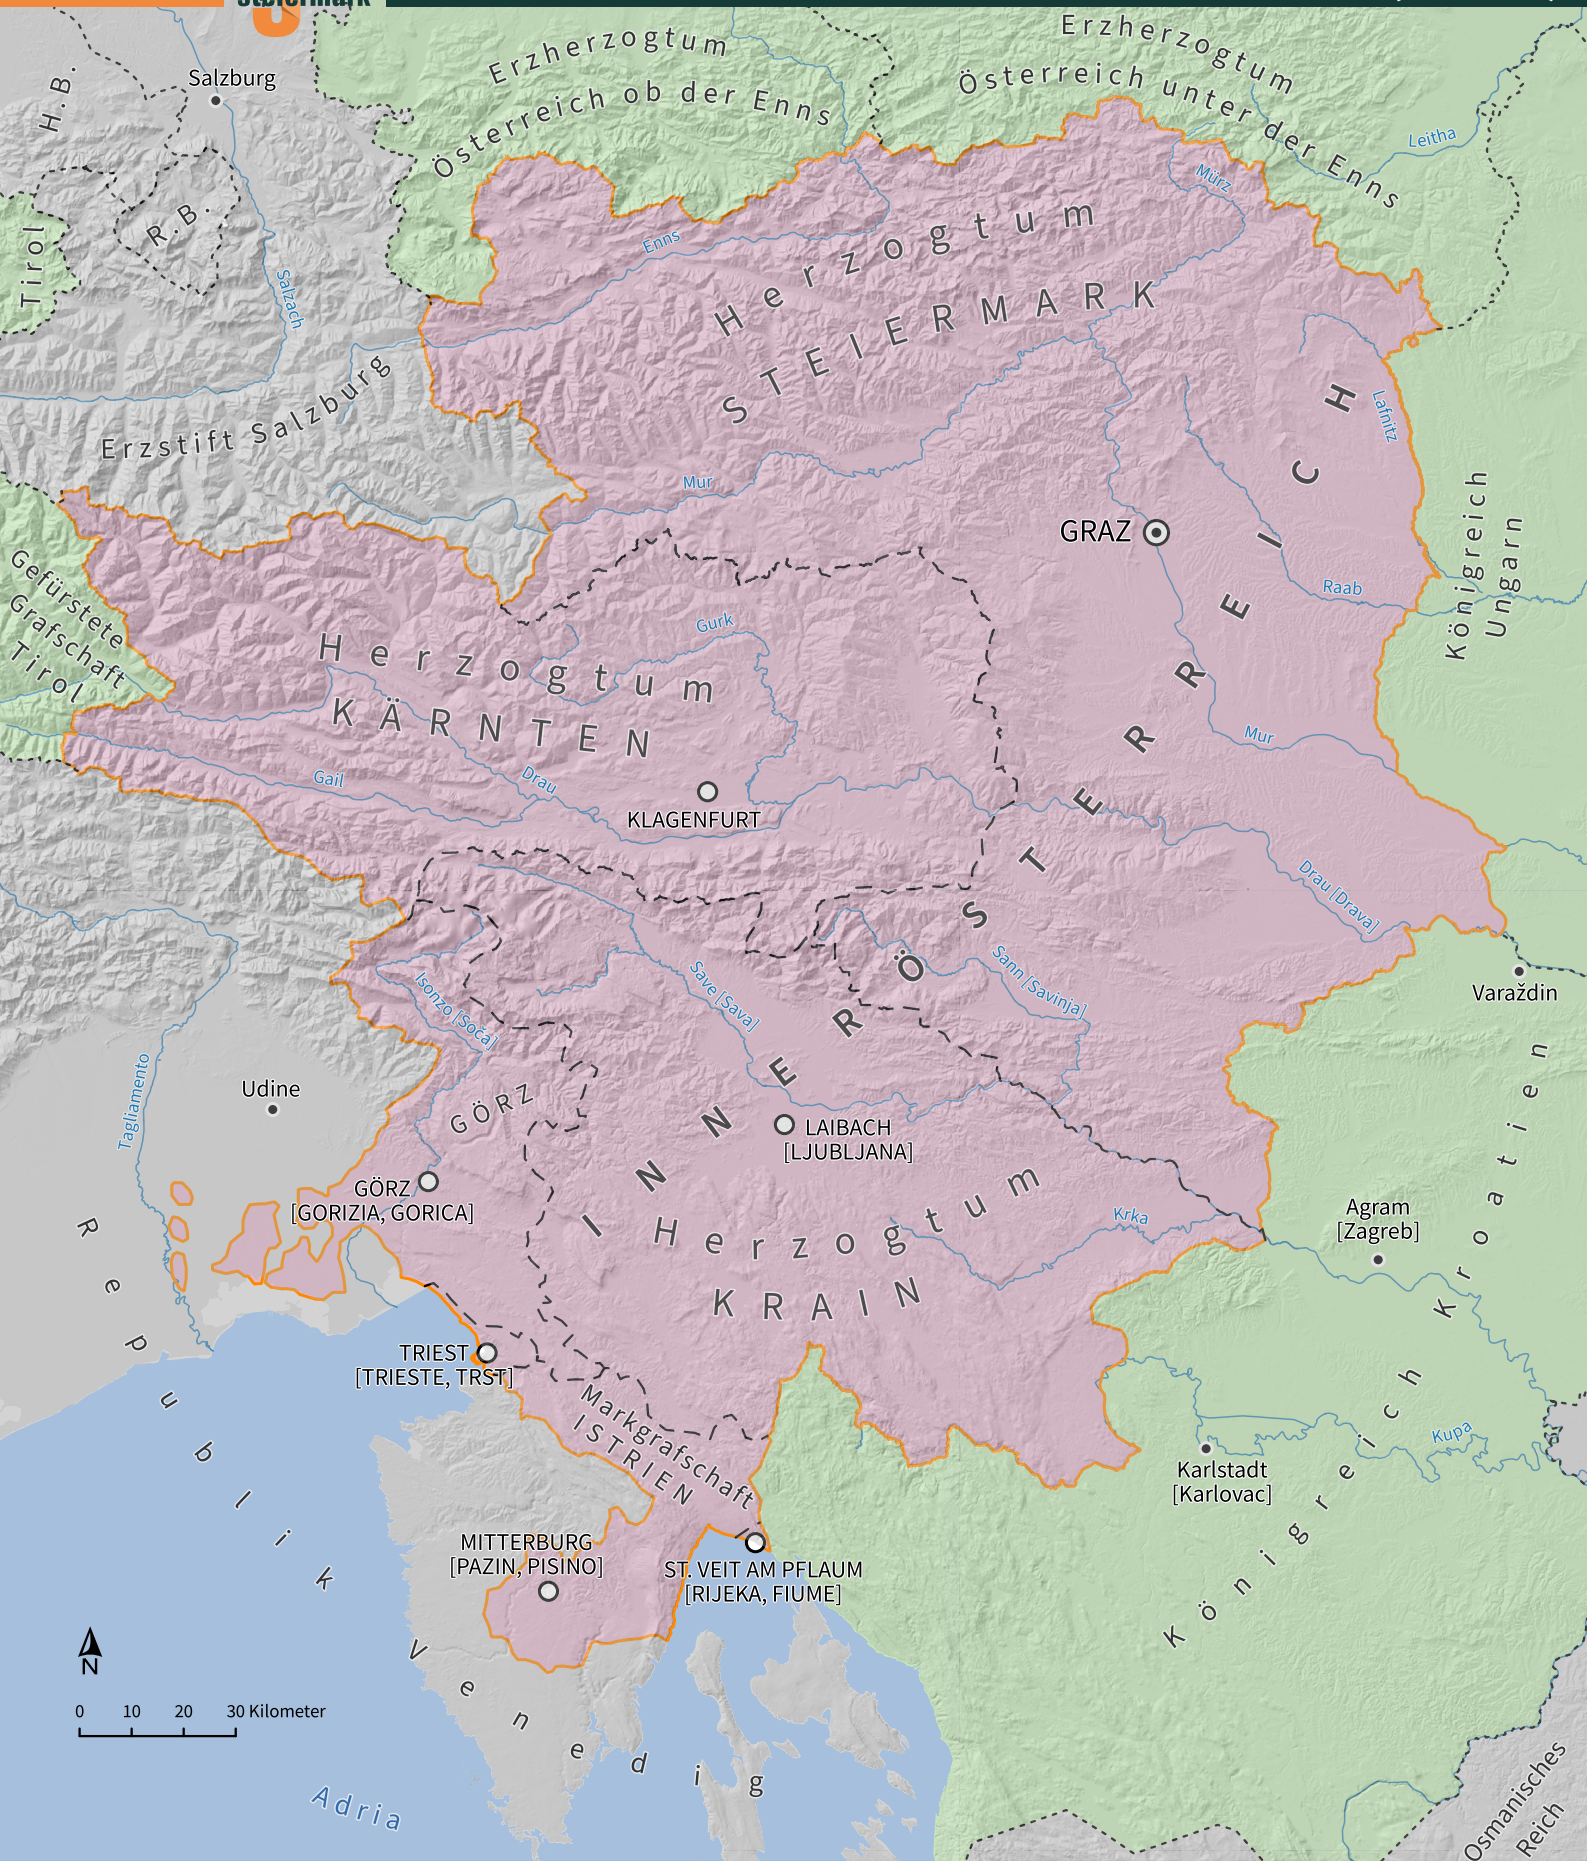 Steiermark
Erzherzogtum
Österreich ob der Enns
Erzherzogtum
Österreich unter der Enns
H.B.
Salzburg
R.B.
Tirol
Salzach
Leitha
Mürz
Enns
Herzogtum
STEIERMARK
Erzstift Salzburg
Mur
Lafnitz
GRAZ
Raab
Königreich
Ungarn
Gefürstete
Grafschaft
Tirol
Gurk
Herzogtum
KÄRNTEN
Gail
Drau
KLAGENFURT
Mur
Drau [Drava]
INNERÖSTERREICH
Isonzo [Soča]
Save [Sava]
Sann [Savinja]
Varaždin
Tagliamento
Udine
GÖRZ
LAIBACH
[LJUBLJANA]
GÖRZ
[GORIZIA, GORICA]
Herzogtum
KRAIN
Krka
Agram
[Zagreb]
TRIEST
[TRIESTE, TRST]
Markgrafschaft
ISTRIEN
Karlstadt
[Karlovac]
Kupa
Königreich Kroatien
MITTERBURG
[PAZIN, PISINO]
ST. VEIT AM PFLAUM
[RIJEKA, FIUME]
Republik Venedig
N
0 10 20 30 Kilometer
Adria
Osmanisches
Reich